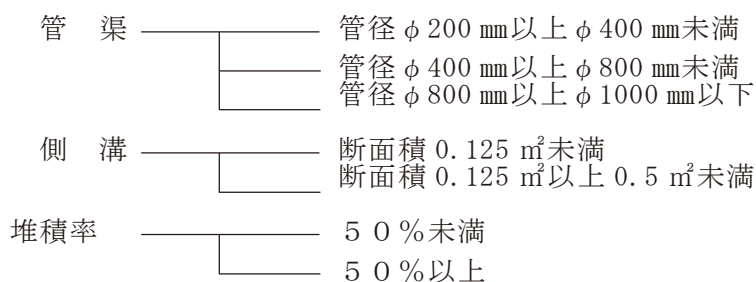 管　渠　管径φ200㎜以上φ400㎜未満
管径φ400㎜以上φ800㎜未満
管径φ800㎜以上φ1000㎜以下
側　溝　断面積0.125㎡未満
断面積0.125㎡以上0.5㎡未満
堆積率　５０％未満
５０％以上